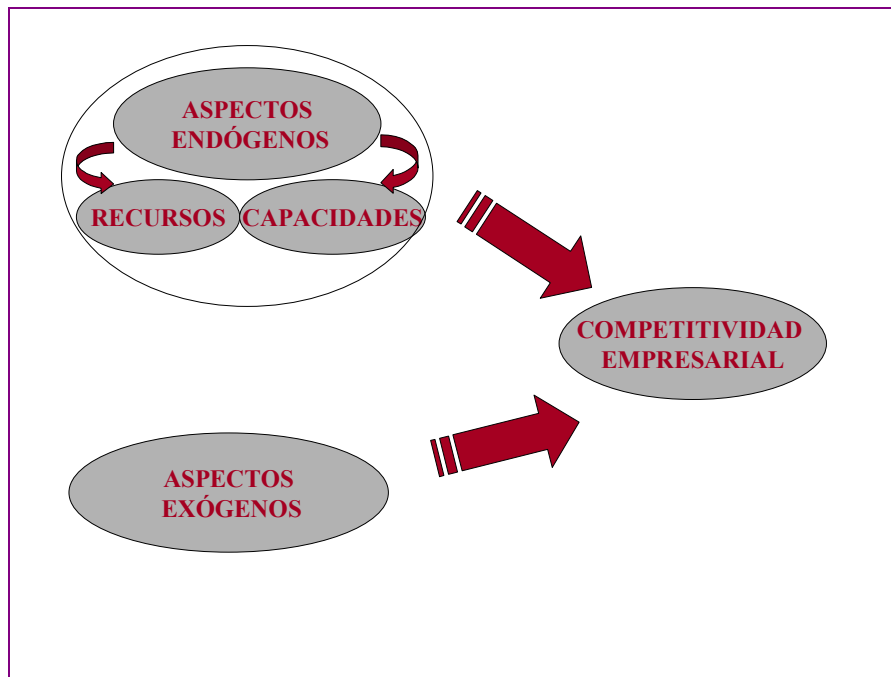 ASPECTOS
ENDÓGENOS
RECURSOS
CAPACIDADES
COMPETITIVIDAD
EMPRESARIAL
ASPECTOS
EXÓGENOS